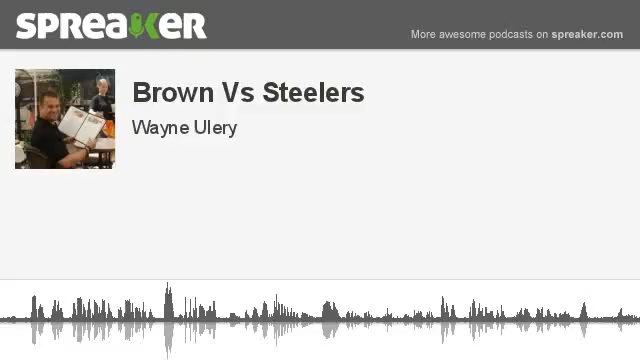 SPREAKER
More awesome podcasts on spreaker.com
Brown Vs Steelers
Wayne Ulery